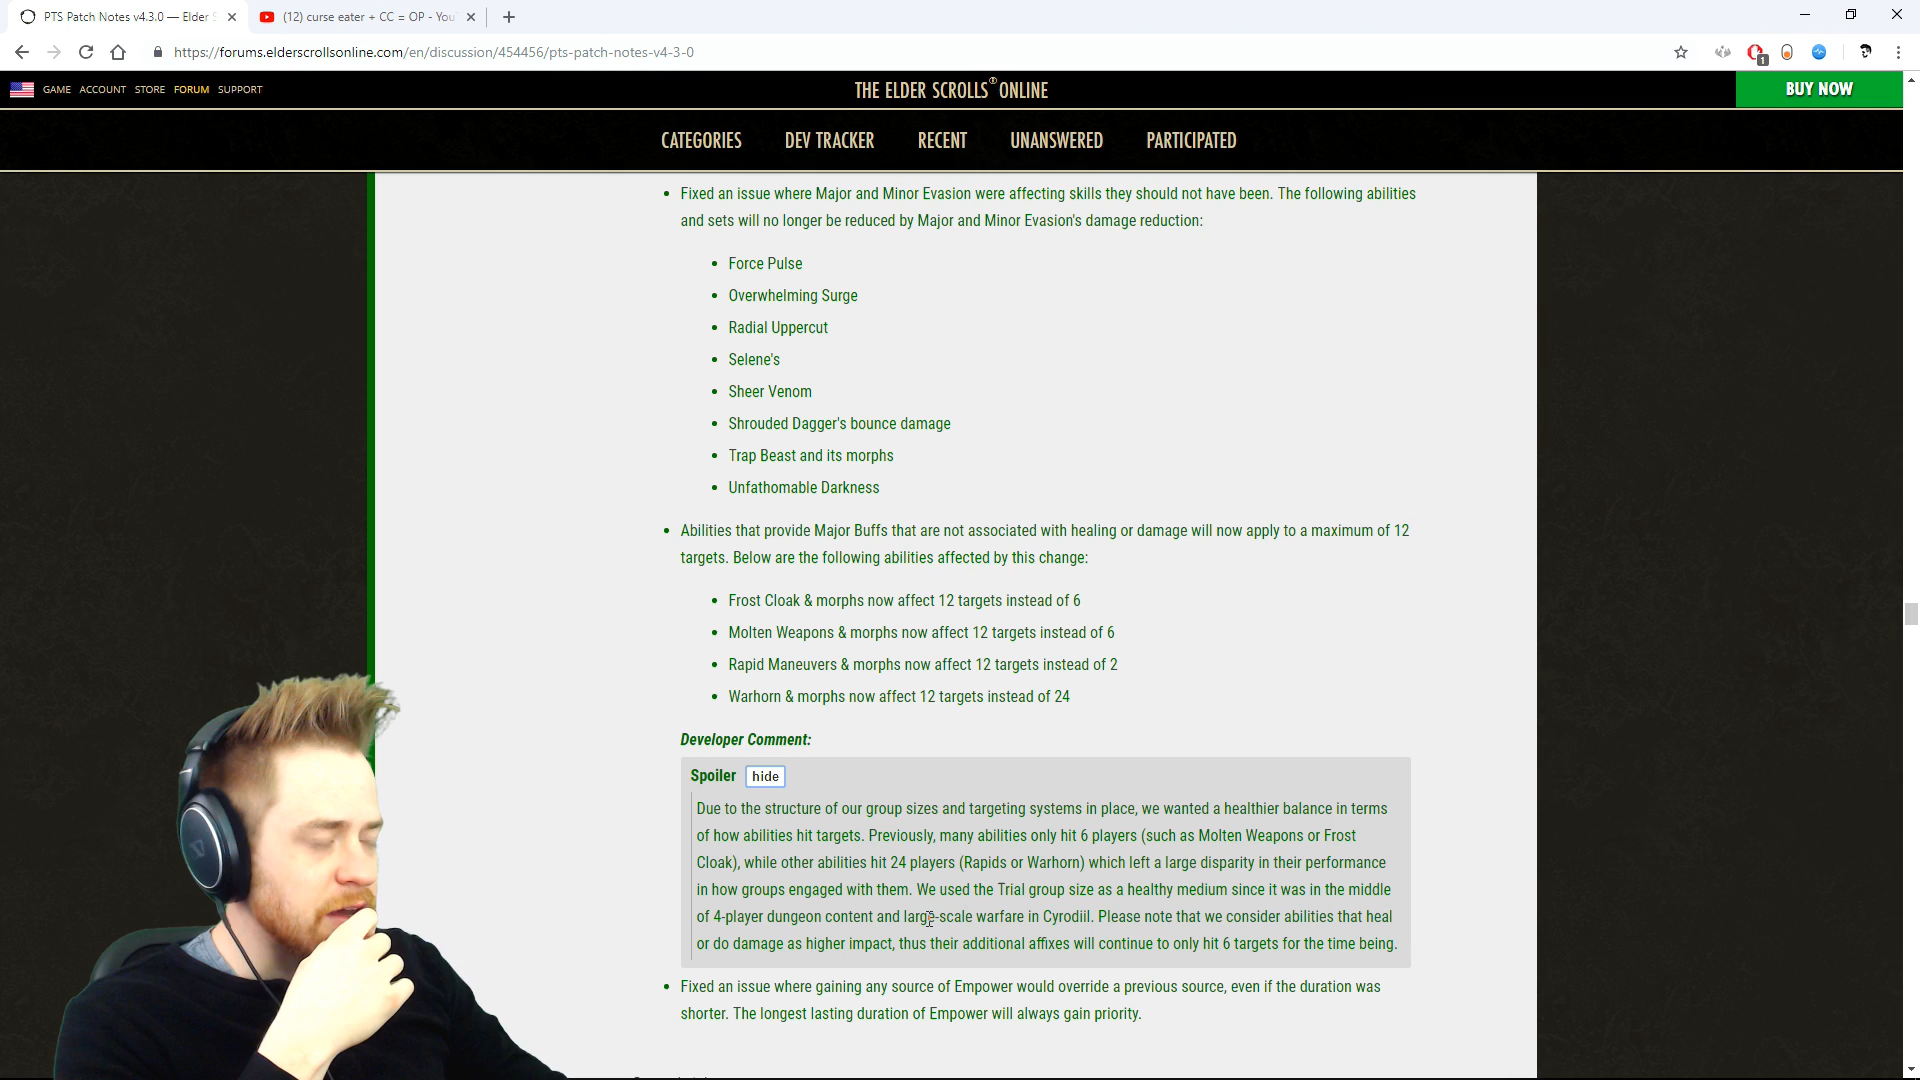 PTS Patch Notes v4.3.0 — Elder S
(12) curse eater + CC = OP - You
https://forums.elderscrollsonline.com/en/discussion/454456/pts-patch-notes-v4-3-0
1
GAME ACCOUNT STORE FORUM SUPPORT
THE ELDER SCROLLS ONLINE
BUY NOW
CATEGORIES DEV TRACKER RECENT UNANSWERED PARTICIPATED
Fixed an issue where Major and Minor Evasion were affecting skills they should not have been. The following abilities
and sets will no longer be reduced by Major and Minor Evasion's damage reduction:
Force Pulse
Overwhelming Surge
Radial Uppercut
Selene's
Sheer Venom
Shrouded Dagger's bounce damage
Trap Beast and its morphs
Unfathomable Darkness
Abilities that provide Major Buffs that are not associated with healing or damage will now apply to a maximum of 12
targets. Below are the following abilities affected by this change:
Frost Cloak & morphs now affect 12 targets instead of 6
Molten Weapons & morphs now affect 12 targets instead of 6
Rapid Maneuvers & morphs now affect 12 targets instead of 2
Warhorn & morphs now affect 12 targets instead of 24
Developer Comment:
Spoiler hide
Due to the structure of our group sizes and targeting systems in place, we wanted a healthier balance in terms
of how abilities hit targets. Previously, many abilities only hit 6 players (such as Molten Weapons or Frost
Cloak), while other abilities hit 24 players (Rapids or Warhorn) which left a large disparity in their performance
in how groups engaged with them. We used the Trial group size as a healthy medium since it was in the middle
of 4-player dungeon content and large-scale warfare in Cyrodiil. Please note that we consider abilities that heal
or do damage as higher impact, thus their additional affixes will continue to only hit 6 targets for the time being.
Fixed an issue where gaining any source of Empower would override a previous source, even if the duration was
shorter. The longest lasting duration of Empower will always gain priority.